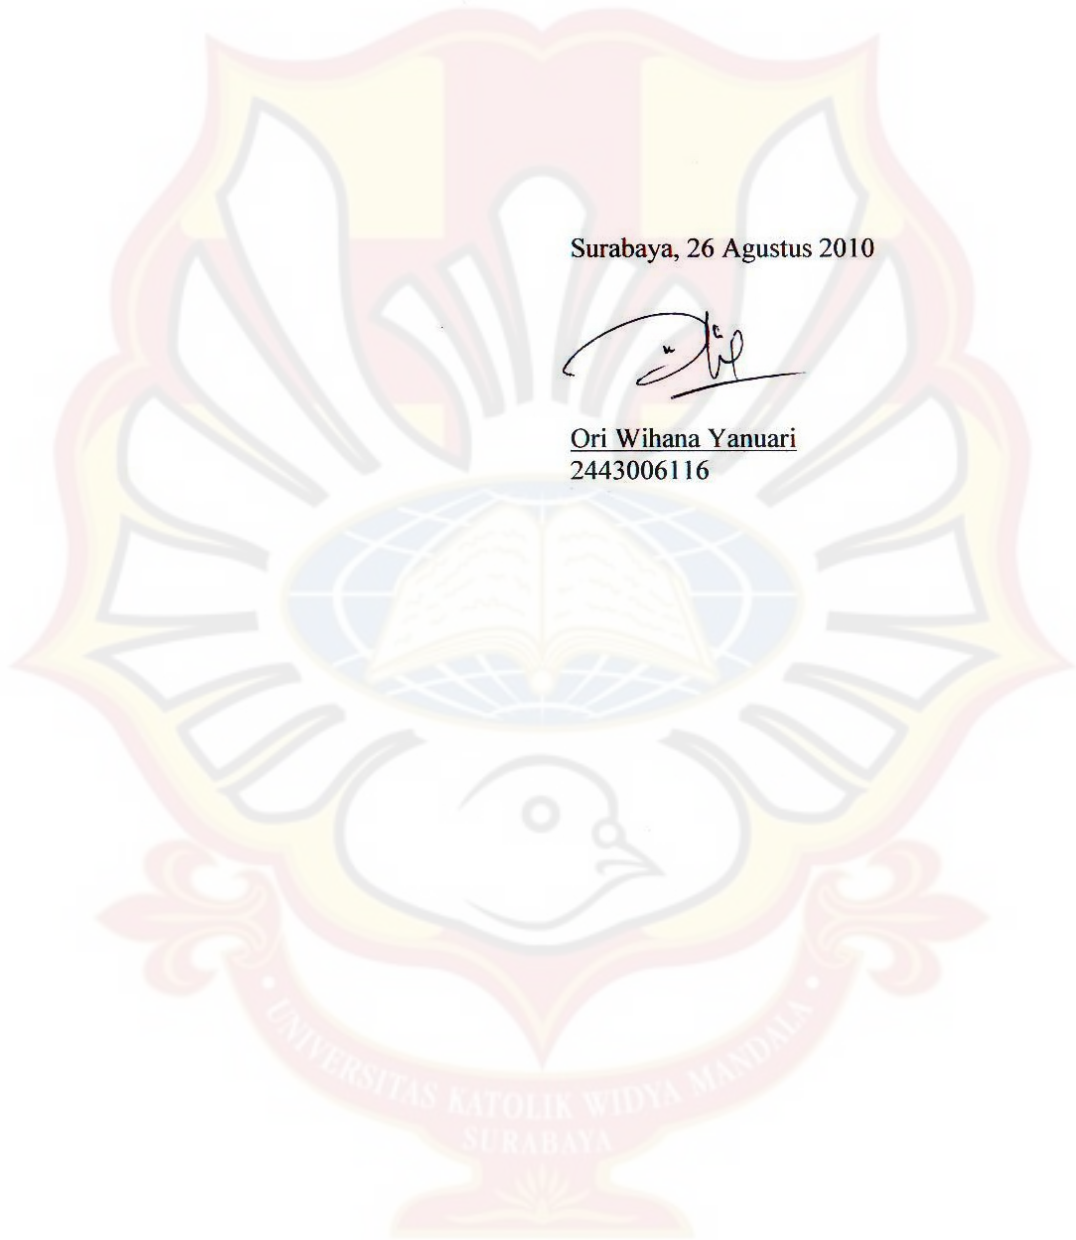 Surabaya, 26 Agustus 2010
Ori Wihana Yanuari
2443006116
UNIVERSITAS KATOLIK WIDYA MANDALA
SURABAYA